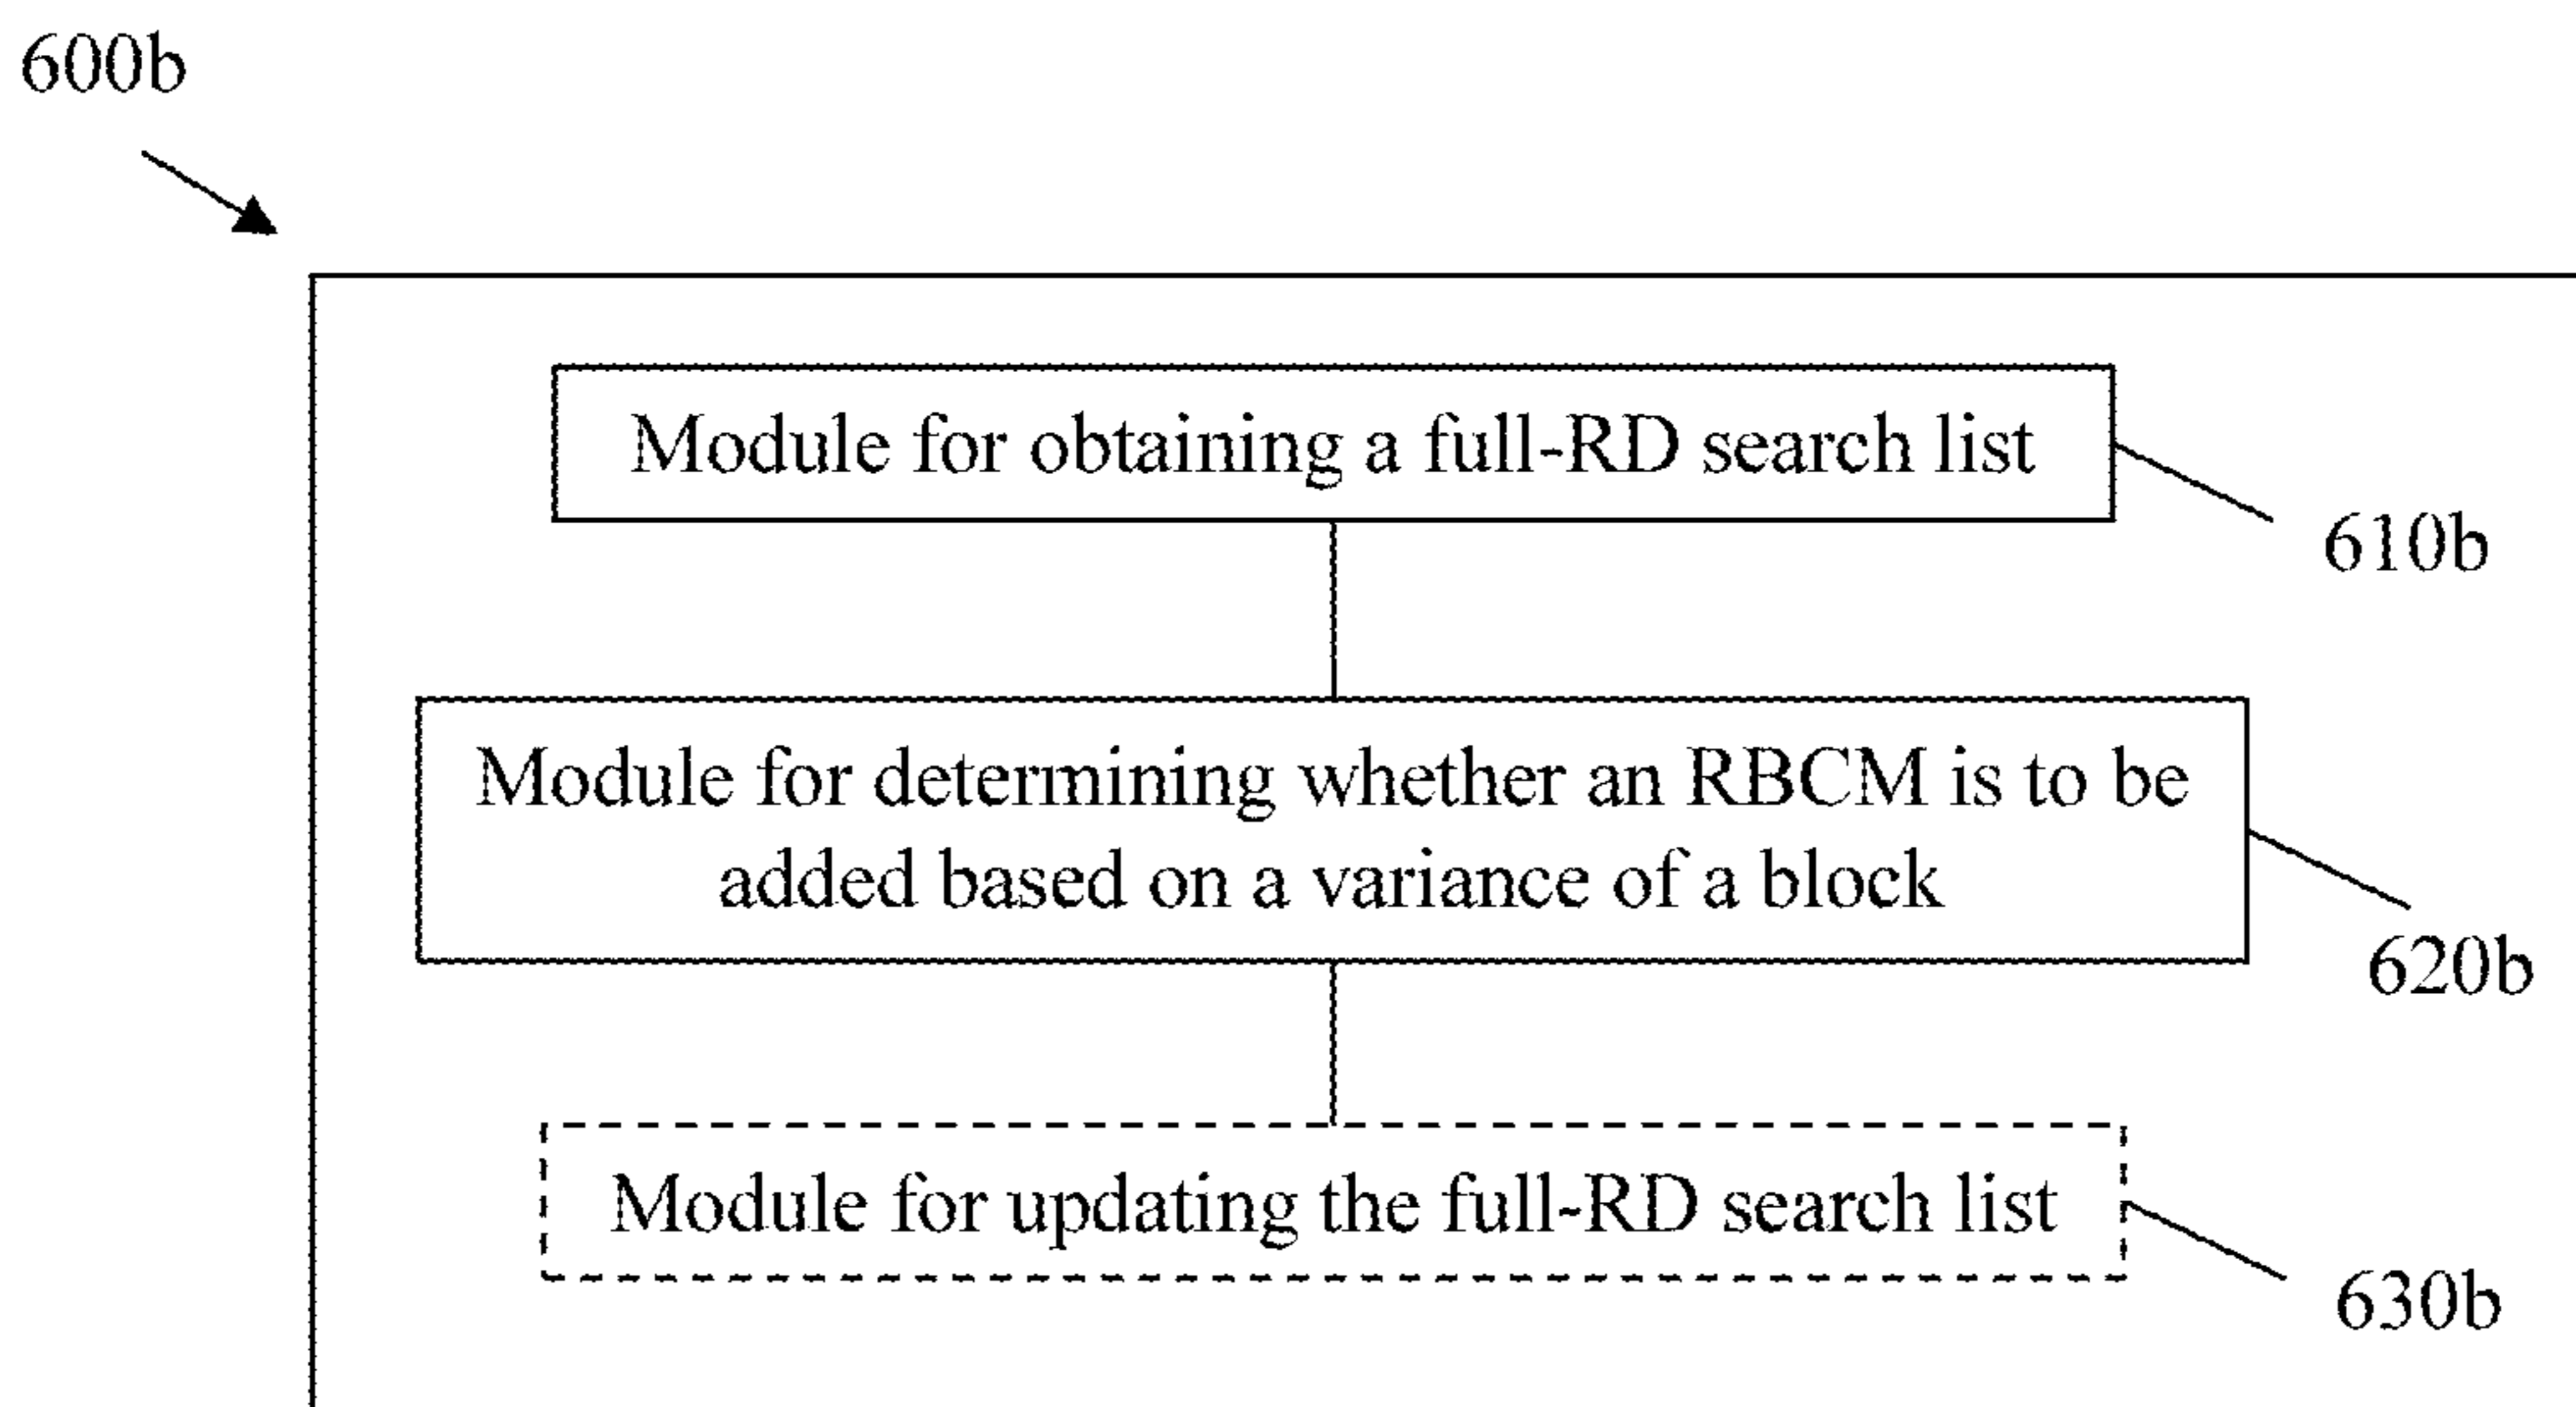 600b
Module for obtaining a full-RD search list
610b
Module for determining whether an RBCM is to be
added based on a variance of a block
620b
Module for updating the full-RD search list
630b